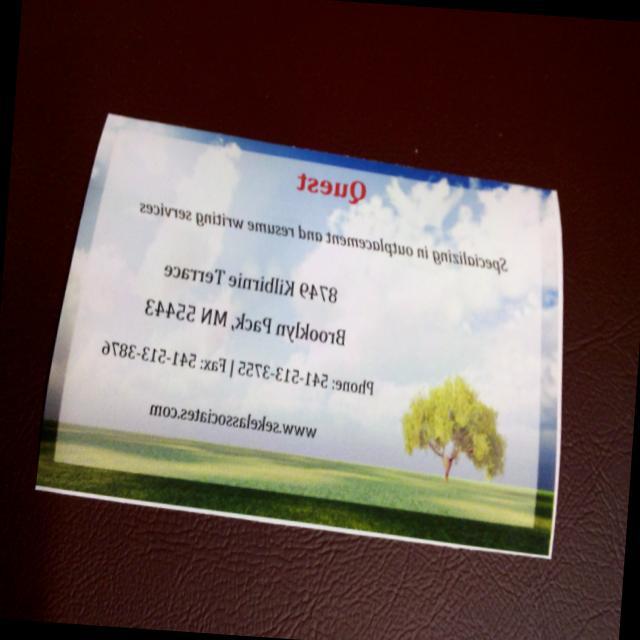 Quest
Specializing in outplacement and resume writing services
8749 Kilbirnie Terrace
Brooklyn Pack, MN 55443
Phone: 541-513-3755 | Fax: 541-513-3876
www.sekelassociates.com